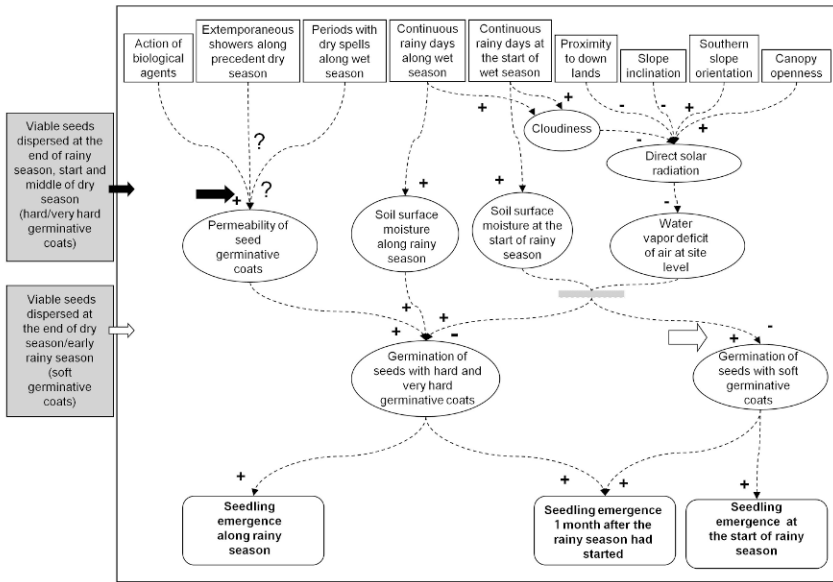 Action of
biological
agents
Extemporaneous
showers along
precedent dry
season
Periods with
dry spells
along wet
season
Continuous
rainy days
along wet
season
Continuous
rainy days at
the start of
wet season
Proximity
to down
lands
Slope
inclination
Southern
slope
orientation
Canopy
openness
+
+
-
-
+
+
-
Cloudiness
Direct solar
radiation
Viable seeds
dispersed at the
end of rainy
season, start and
middle of dry
season
(hard/very hard
germinative
coats)
?
?
+
+
+
-
Permeability of
seed
germinative
coats
Soil surface
moisture
along rainy
season
Soil surface
moisture at the
start of rainy
season
Water
vapor deficit
of air at site
level
Viable seeds
dispersed at
the end of dry
season/early
rainy season
(soft
germinative
coats)
+
+
+
-
+
-
Germination of
seeds with hard and
very hard
germinative coats
Germination of
seeds with soft
germinative
coats
+
+
+
+
Seedling
emergence
along rainy
season
Seedling emergence
1 month after the
rainy season had
started
Seedling
emergence at
the start of rainy
season